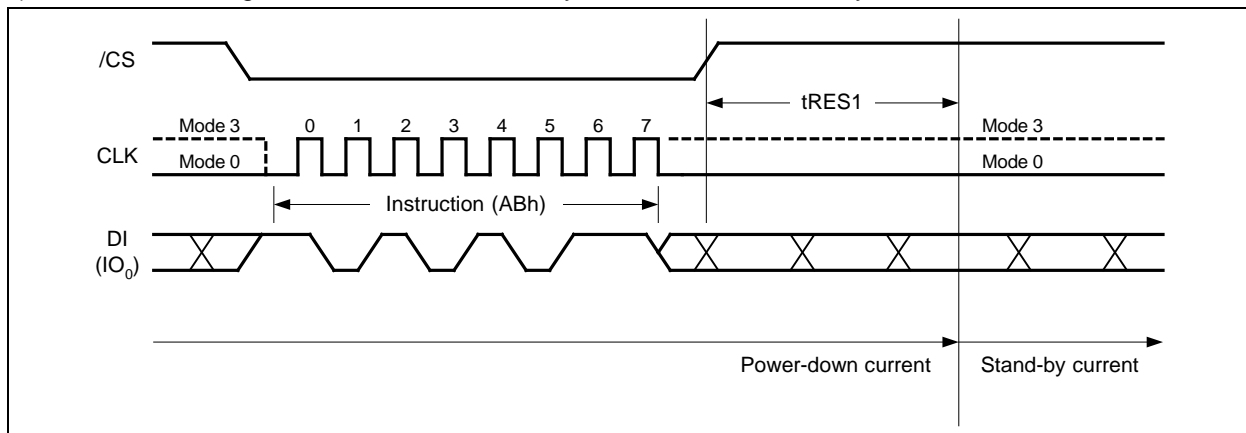 /CS
tRES1
Mode 3 0 1 2 3 4 5 6 7 Mode 3
CLK
Mode 0 Mode 0
Instruction (ABh)
DI
(IO0)
Power-down current Stand-by current